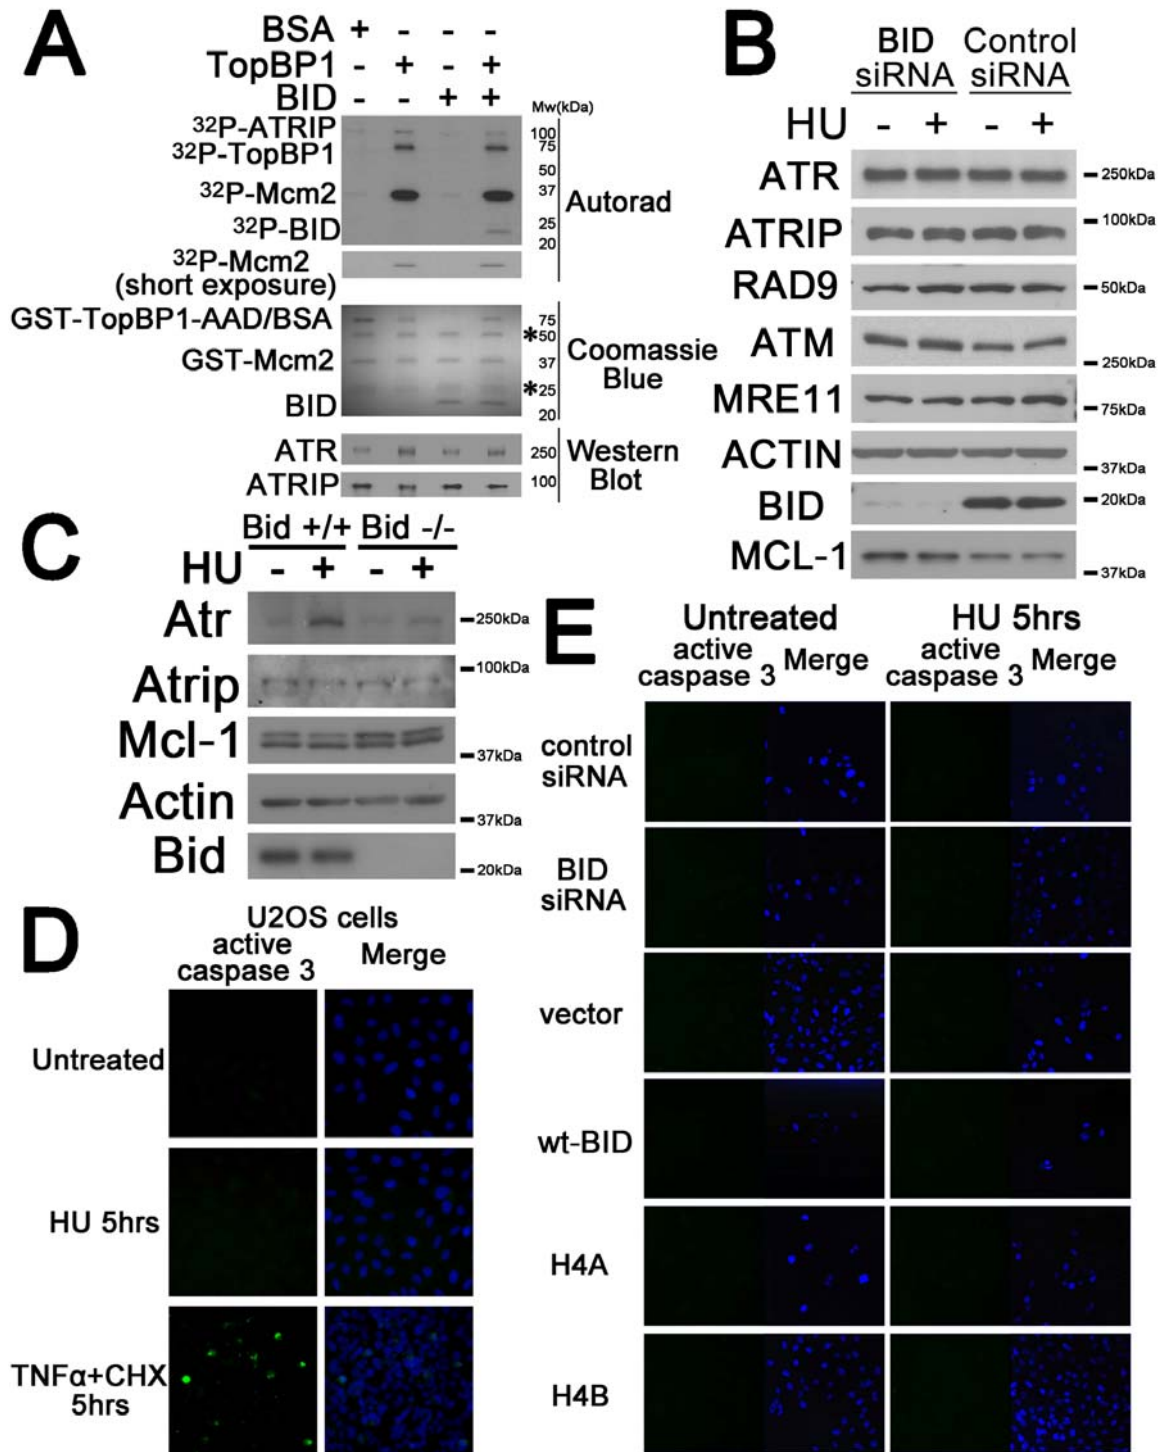 A
BSA + - - -
TopBP1 - + - +
BID - - + +
Mw(kDa)
32P-ATRIP
32P-TopBP1
32P-Mcm2
32P-BID
100
75
50
37
25
20
Autorad
32P-Mcm2
(short exposure)
GST-TopBP1-AAD/BSA
GST-Mcm2
BID
75
*50
37
*25
20
Coomassie
Blue
ATR
250
ATRIP
100
Western
Blot
B
BID
siRNA
Control
siRNA
HU - + - +
ATR
250kDa
ATRIP
100kDa
RAD9
50kDa
ATM
250kDa
MRE11
75kDa
ACTIN
37kDa
BID
20kDa
MCL-1
37kDa
C
Bid +/+ Bid -/-
HU - + - +
Atr
250kDa
Atrip
100kDa
Mcl-1
37kDa
Actin
37kDa
Bid
20kDa
D
U2OS cells
active
caspase 3
Merge
Untreated
HU 5hrs
TNFα+CHX
5hrs
E
Untreated
HU 5hrs
active
caspase 3
Merge
active
caspase 3
Merge
control
siRNA
BID
siRNA
vector
wt-BID
H4A
H4B